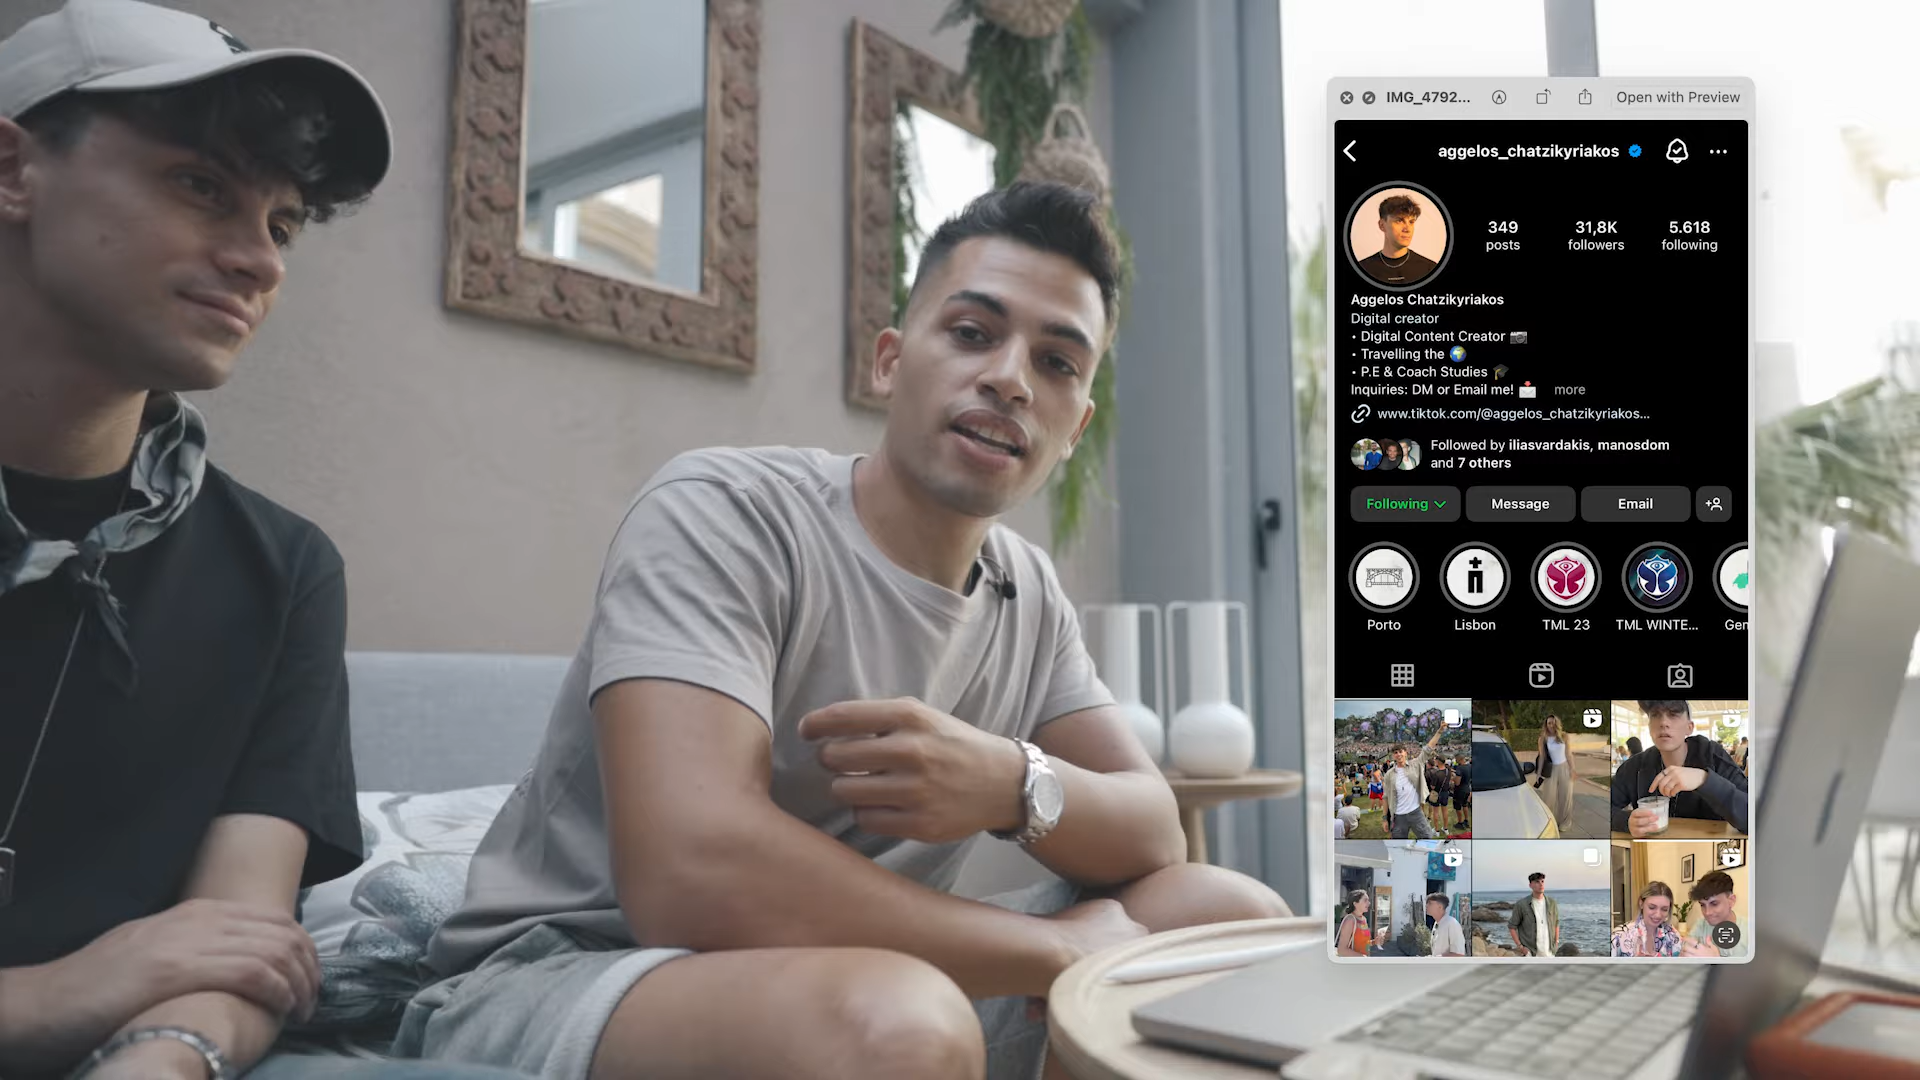 IMG_4792...
Open with Preview
aggelos_chatzikyriakos
349
posts
31,8K
followers
5.618
following
Aggelos Chatzikyriakos
Digital creator
• Digital Content Creator 📷
• Travelling the 🌍
• P.E & Coach Studies 🎓
Inquiries: DM or Email me! 📩 more
www.tiktok.com/@aggelos_chatzikyriakos...
Followed by iliasvardakis, manosdom
and 7 others
Following
Message
Email
Porto
Lisbon
TML 23
TML WINTE...
Gen